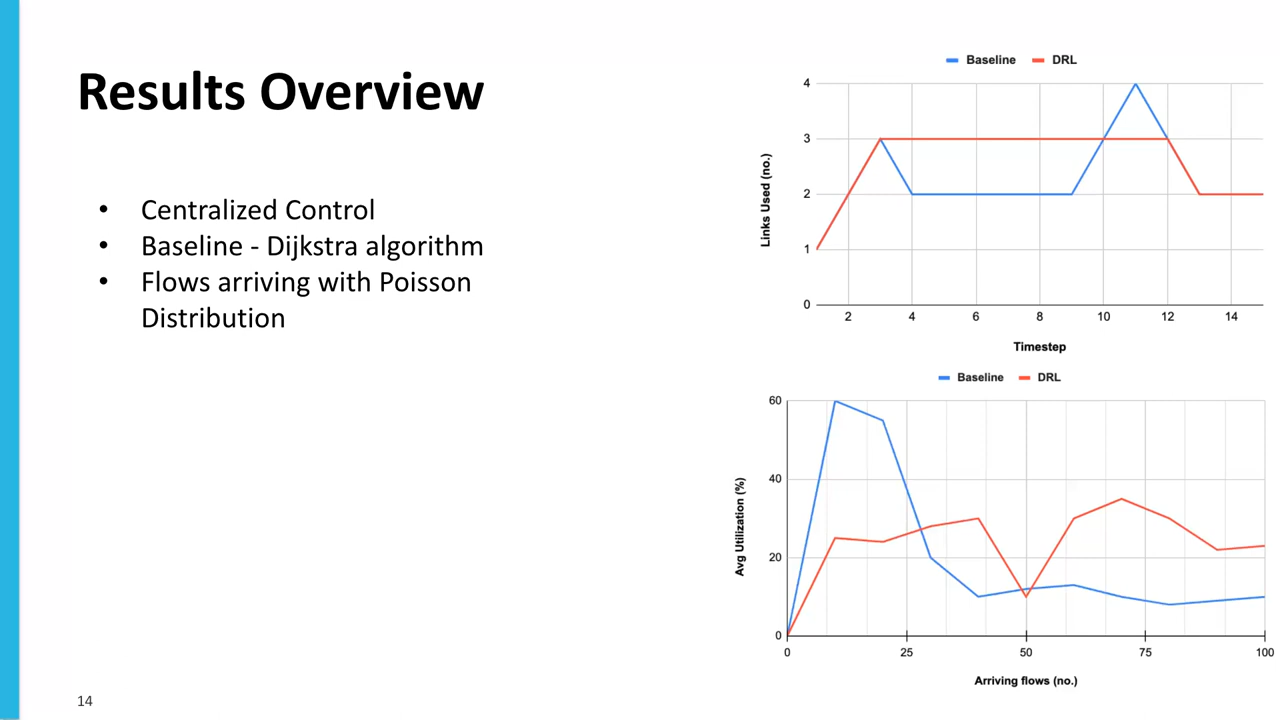 Results Overview
• Centralized Control
• Baseline - Dijkstra algorithm
• Flows arriving with Poisson
Distribution
Baseline DRL
4
3
2
1
0
Links Used (no.)
2 4 6 8 10 12 14
Timestep
Baseline DRL
60
40
20
0
Avg Utilization (%)
0 25 50 75 100
Arriving flows (no.)
14